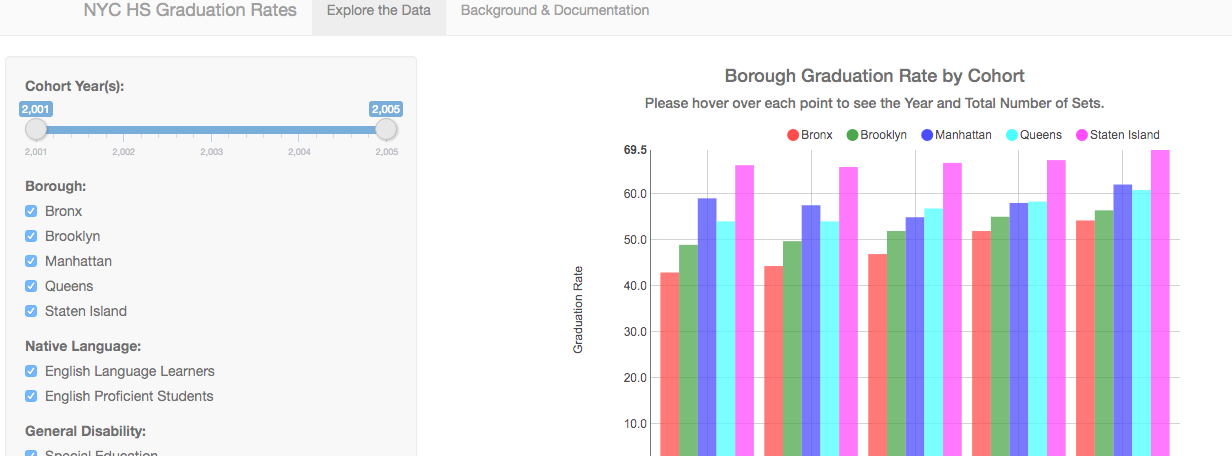 NYC HS Graduation Rates
Explore the Data
Background & Documentation
Cohort Year(s):
2,001
2,005
2,001
2,002
2,003
2,004
2,005
Borough:
Bronx
Brooklyn
Manhattan
Queens
Staten Island
Native Language:
English Language Learners
English Proficient Students
General Disability:
Special Education
Borough Graduation Rate by Cohort
Please hover over each point to see the Year and Total Number of Sets.
Bronx
Brooklyn
Manhattan
Queens
Staten Island
69.5
60.0
50.0
40.0
30.0
20.0
10.0
Graduation Rate